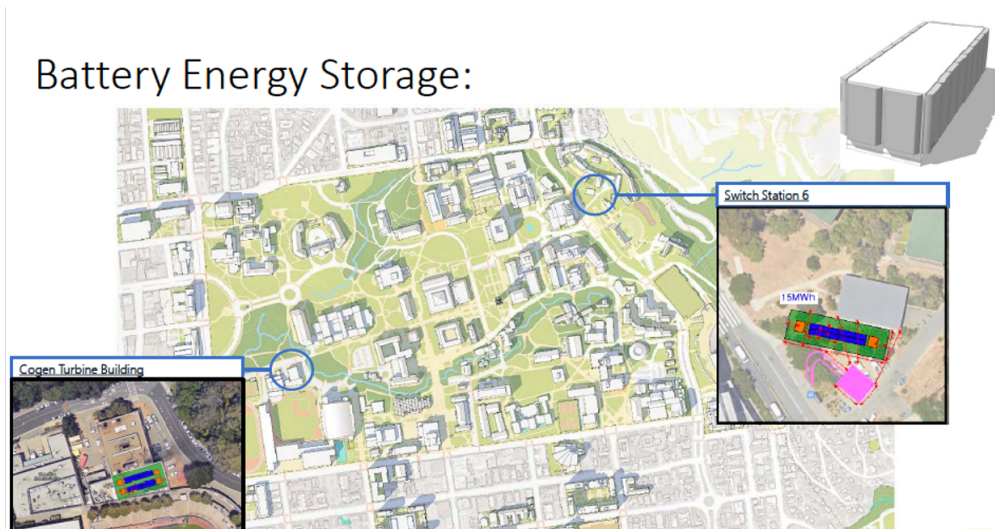 Battery Energy Storage:
Switch Station 6
15MWh
Cogen Turbine Building